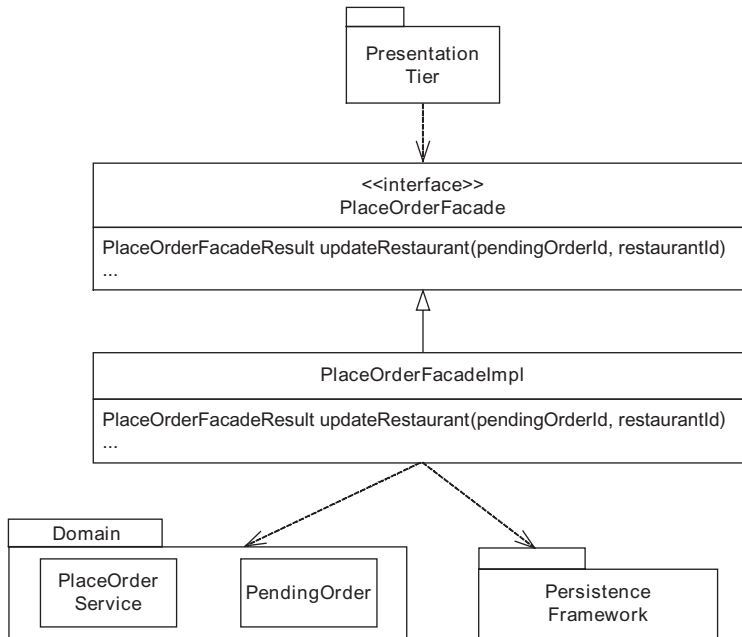 Presentation
Tier
<<interface>>
PlaceOrderFacade
PlaceOrderFacadeResult updateRestaurant(pendingOrderId, restaurantId)
...
PlaceOrderFacadeImpl
PlaceOrderFacadeResult updateRestaurant(pendingOrderId, restaurantId)
...
Domain
PlaceOrder
Service
PendingOrder
Persistence
Framework